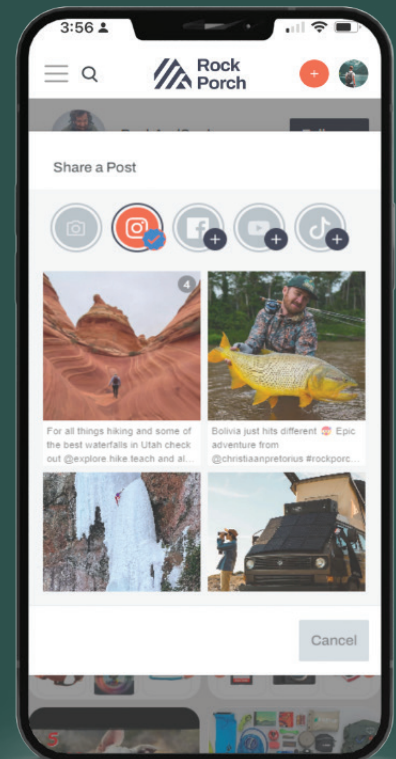 3:56
Rock
Porch
Share a Post
4
For all things hiking and some of
the best waterfalls in Utah check
out @explore.hike.teach and al...
Bolivia just hits different Epic
adventure from
@christiaanpretorius #rockporc...
Cancel
5